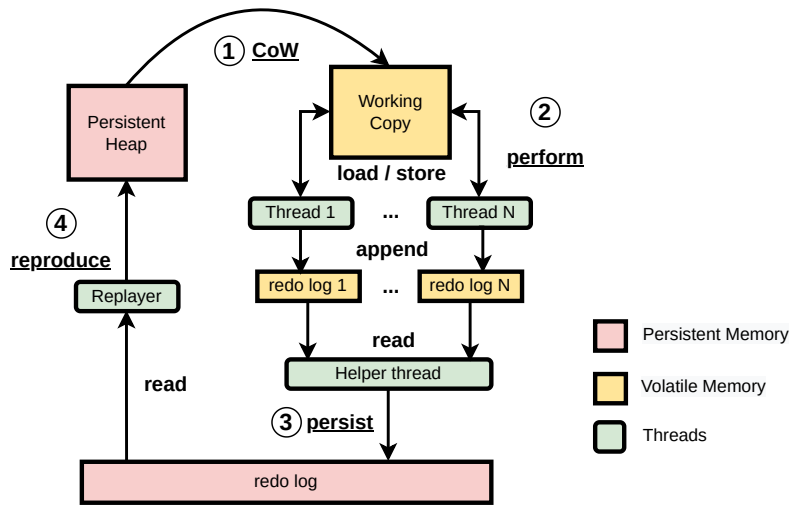 1 CoW
Persistent
Heap
Working
Copy
2
perform
load / store
Thread 1
...
Thread N
4
reproduce
append
Replayer
redo log 1
...
redo log N
read
Helper thread
read
3 persist
redo log
Persistent Memory
Volatile Memory
Threads